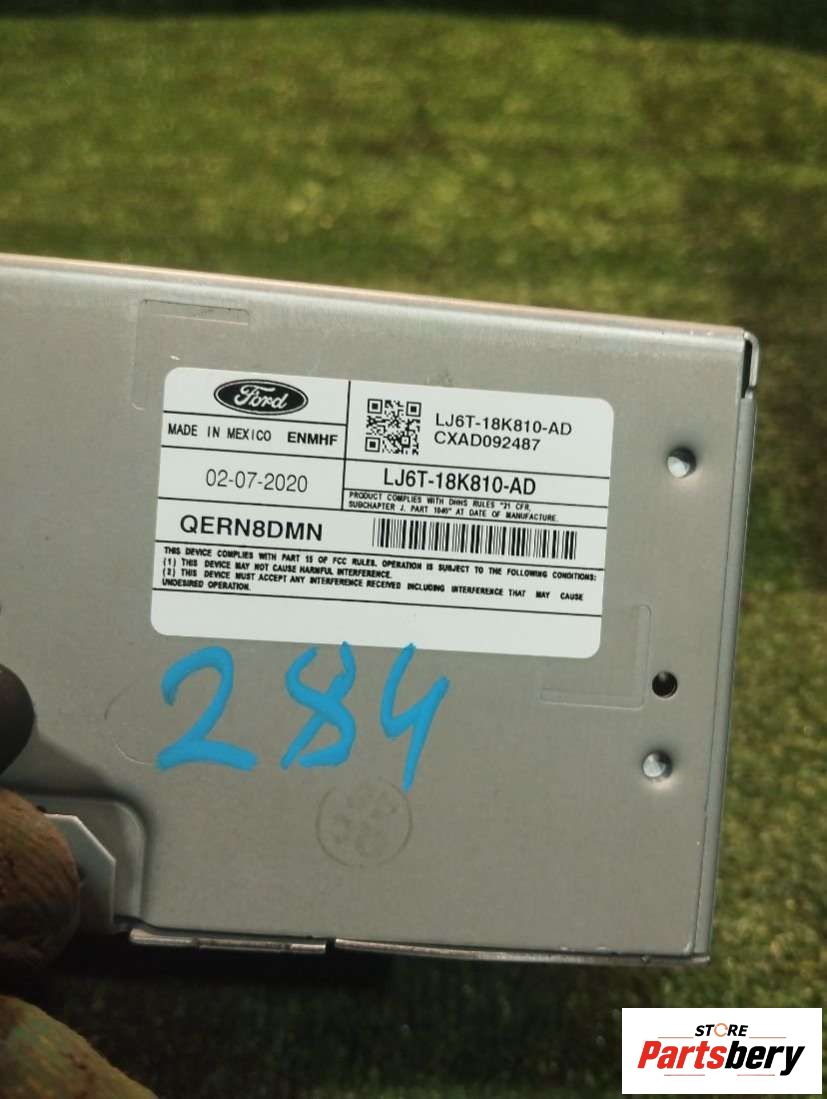 Ford
MADE IN MEXICO ENMHF
LJ6T-18K810-AD
CXAD092487
02-07-2020
LJ6T-18K810-AD
PRODUCT COMPLIES WITH DHHS RULES "21 CFR,
SUBCHAPTER J, PART 1040" AT DATE OF MANUFACTURE.
QERN8DMN
THIS DEVICE COMPLIES WITH PART 15 OF FCC RULES. OPERATION IS SUBJECT TO THE FOLLOWING CONDITIONS:
(1) THIS DEVICE MAY NOT CAUSE HARMFUL INTERFERENCE.
(2) THIS DEVICE MUST ACCEPT ANY INTERFERENCE RECEIVED INCLUDING INTERFERENCE THAT MAY CAUSE
UNDESIRED OPERATION.
284
STORE
Partsbery